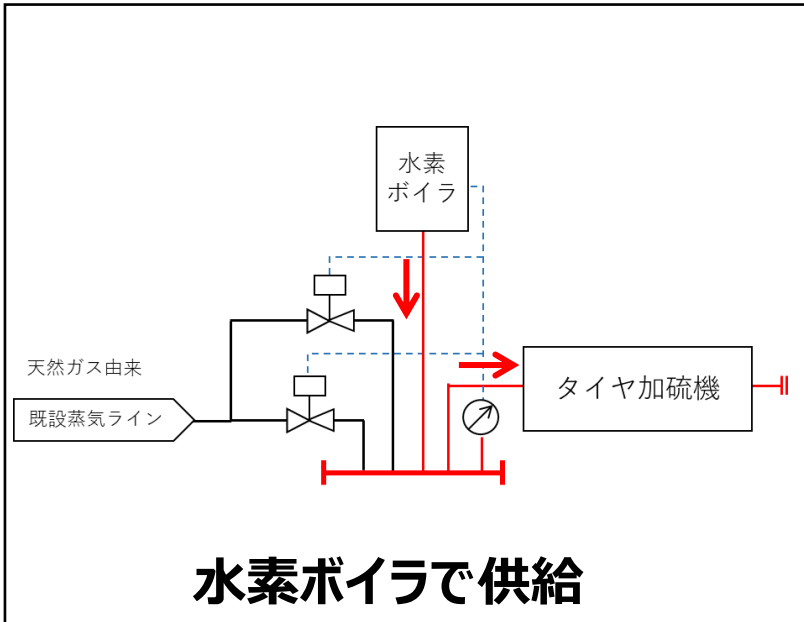 水素
ボイラ
天然ガス由来
既設蒸気ライン
タイヤ加硫機
水素ボイラで供給